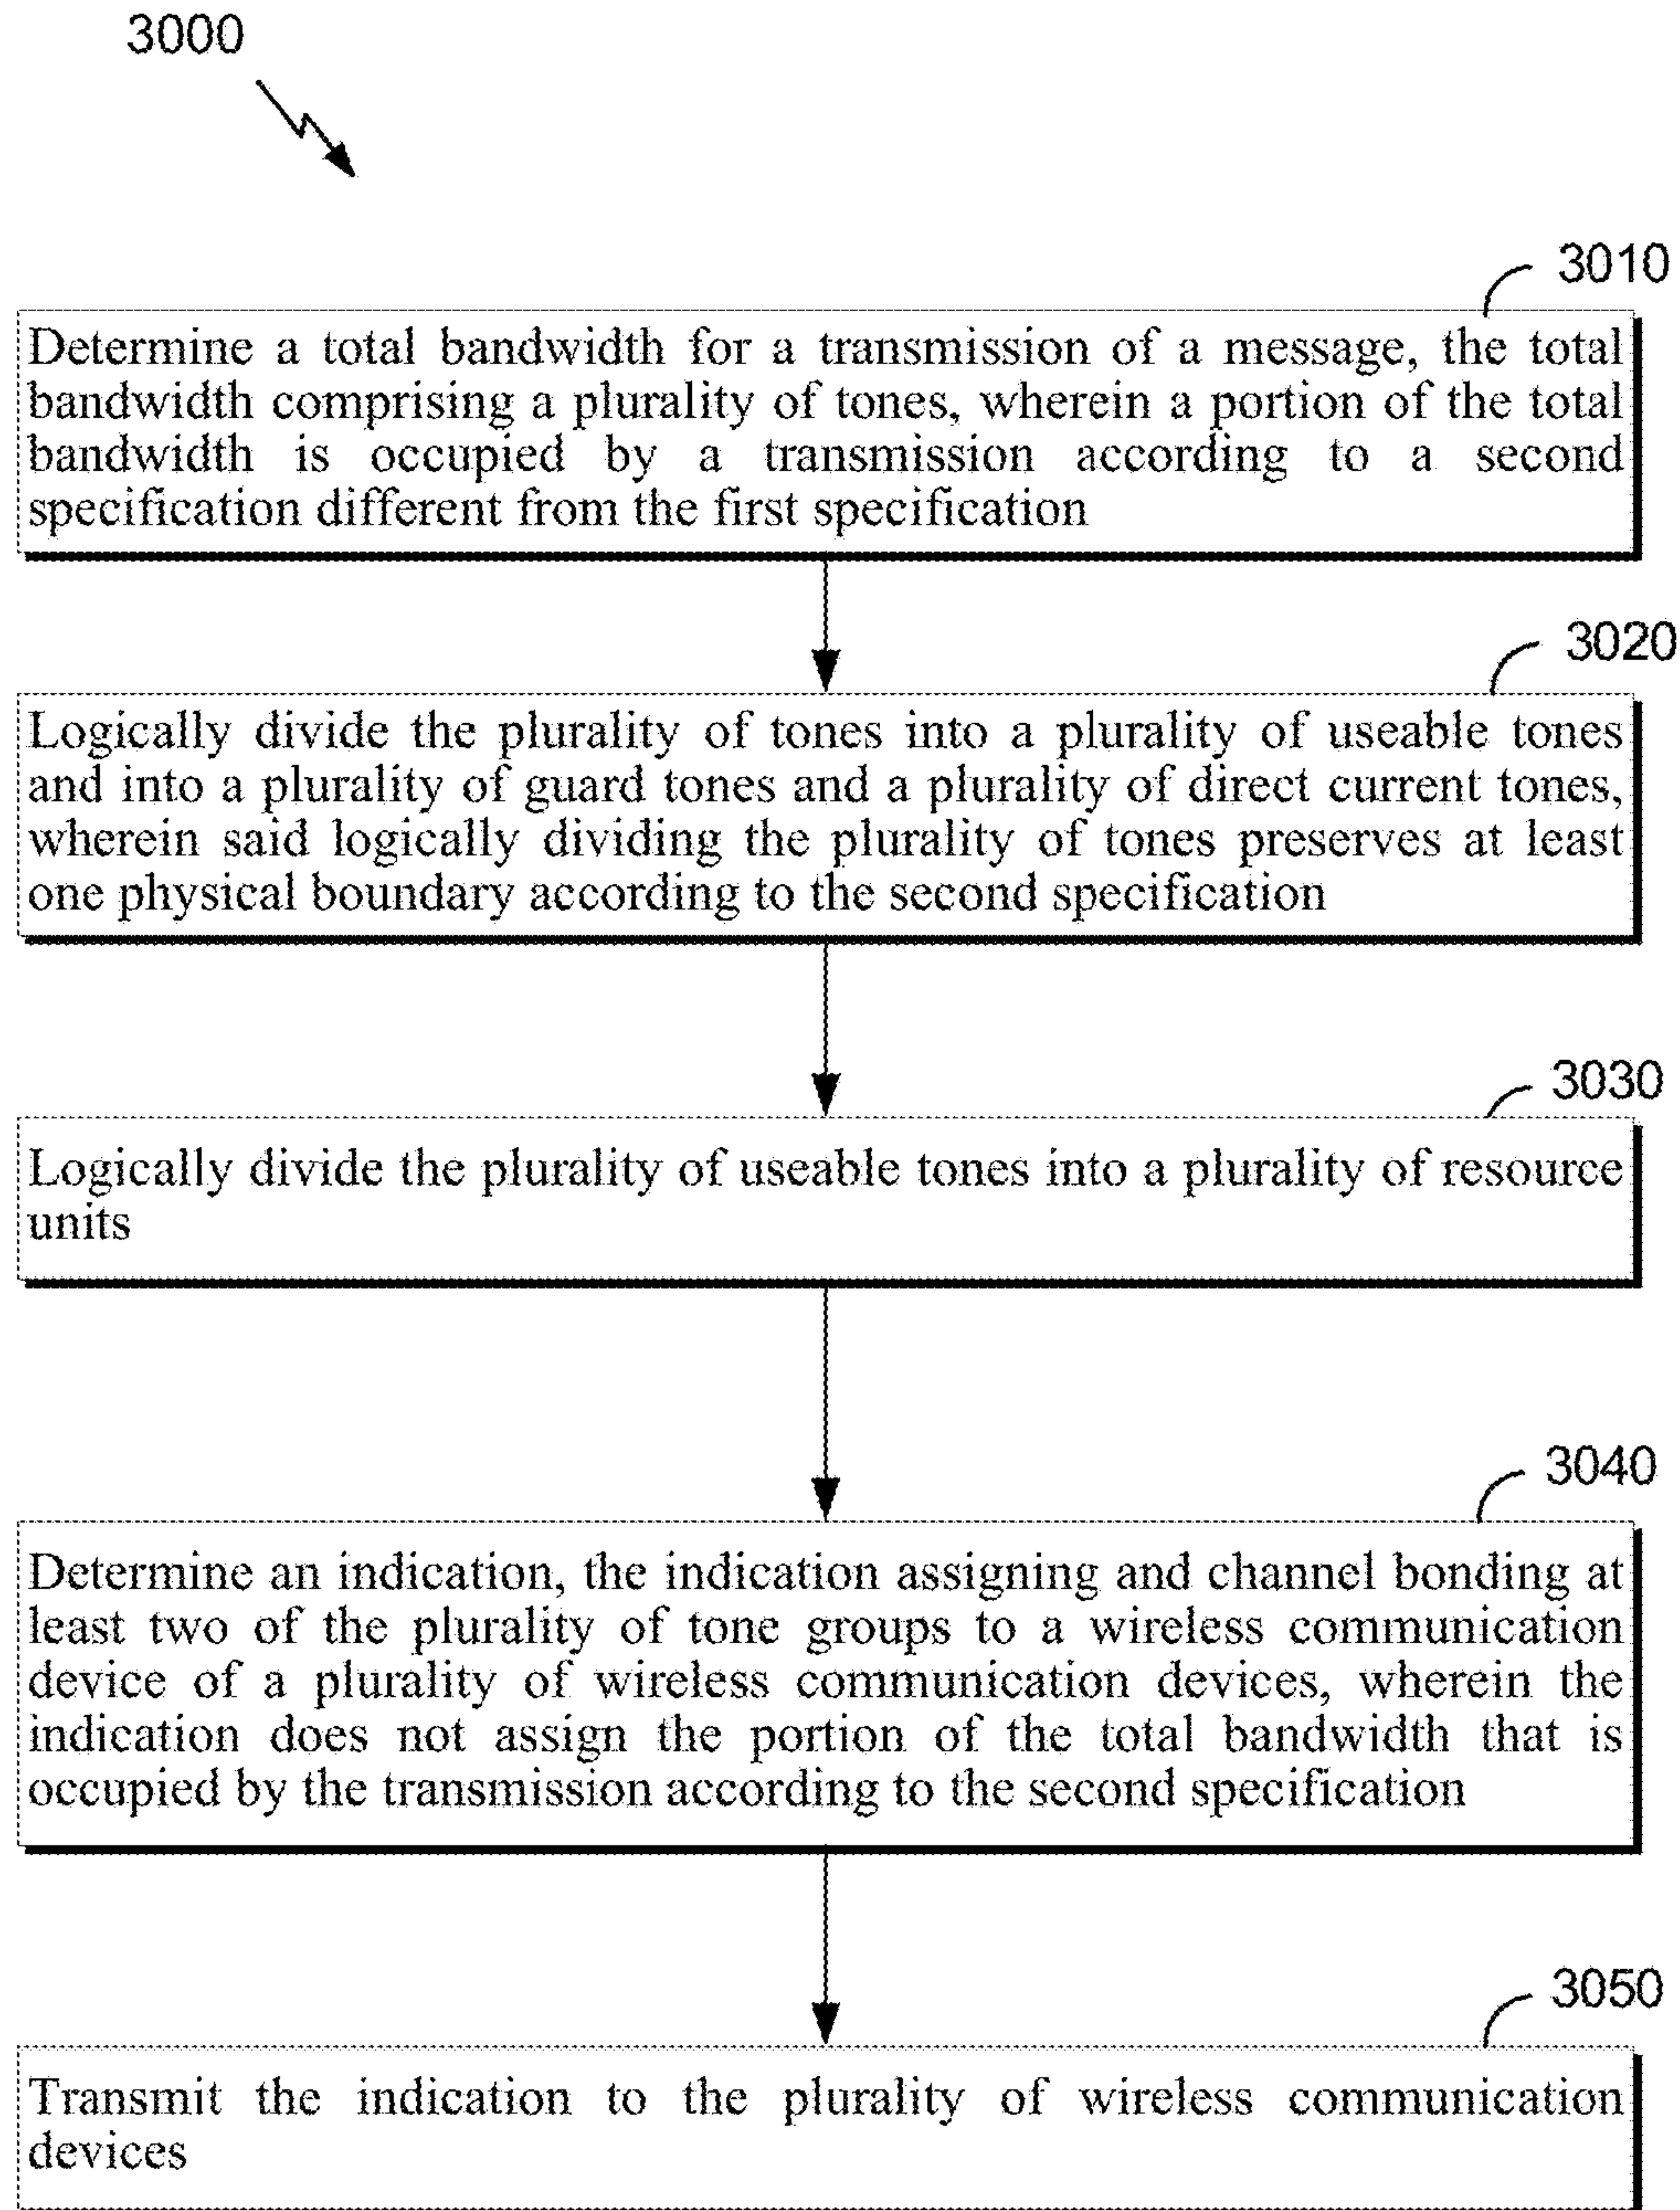 3000
3010
Determine a total bandwidth for a transmission of a message, the total
bandwidth comprising a plurality of tones, wherein a portion of the total
bandwidth is occupied by a transmission according to a second
specification different from the first specification
3020
Logically divide the plurality of tones into a plurality of useable tones
and into a plurality of guard tones and a plurality of direct current tones,
wherein said logically dividing the plurality of tones preserves at least
one physical boundary according to the second specification
3030
Logically divide the plurality of useable tones into a plurality of resource
units
3040
Determine an indication, the indication assigning and channel bonding at
least two of the plurality of tone groups to a wireless communication
device of a plurality of wireless communication devices, wherein the
indication does not assign the portion of the total bandwidth that is
occupied by the transmission according to the second specification
3050
Transmit the indication to the plurality of wireless communication
devices